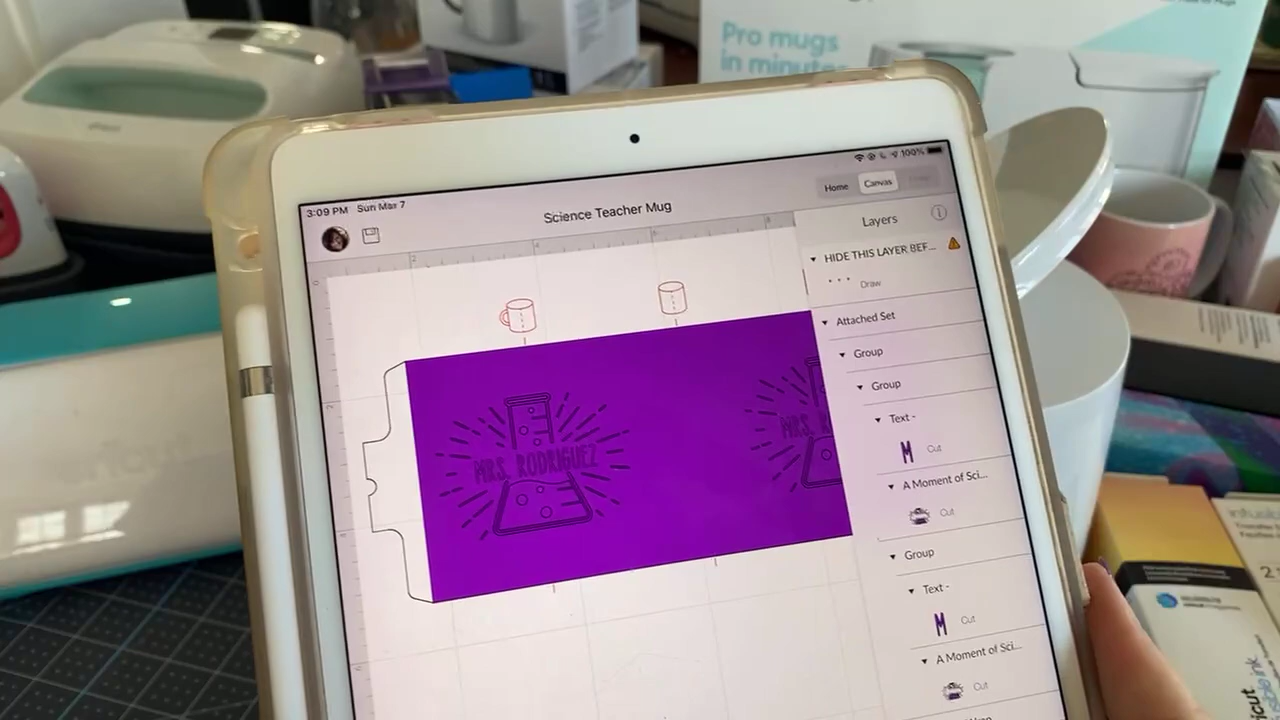 Pro mugs
in minutes
3:09 PM Sun Mar 7
100%
Science Teacher Mug
Home
Canvas
Layers
HIDE THIS LAYER BEF...
Draw
Attached Set
Group
Group
Text -
Cut
A Moment of Sci...
Cut
Group
Text -
Cut
A Moment of Sci...
Cut
MRS. RODRIGUEZ
MRS. R